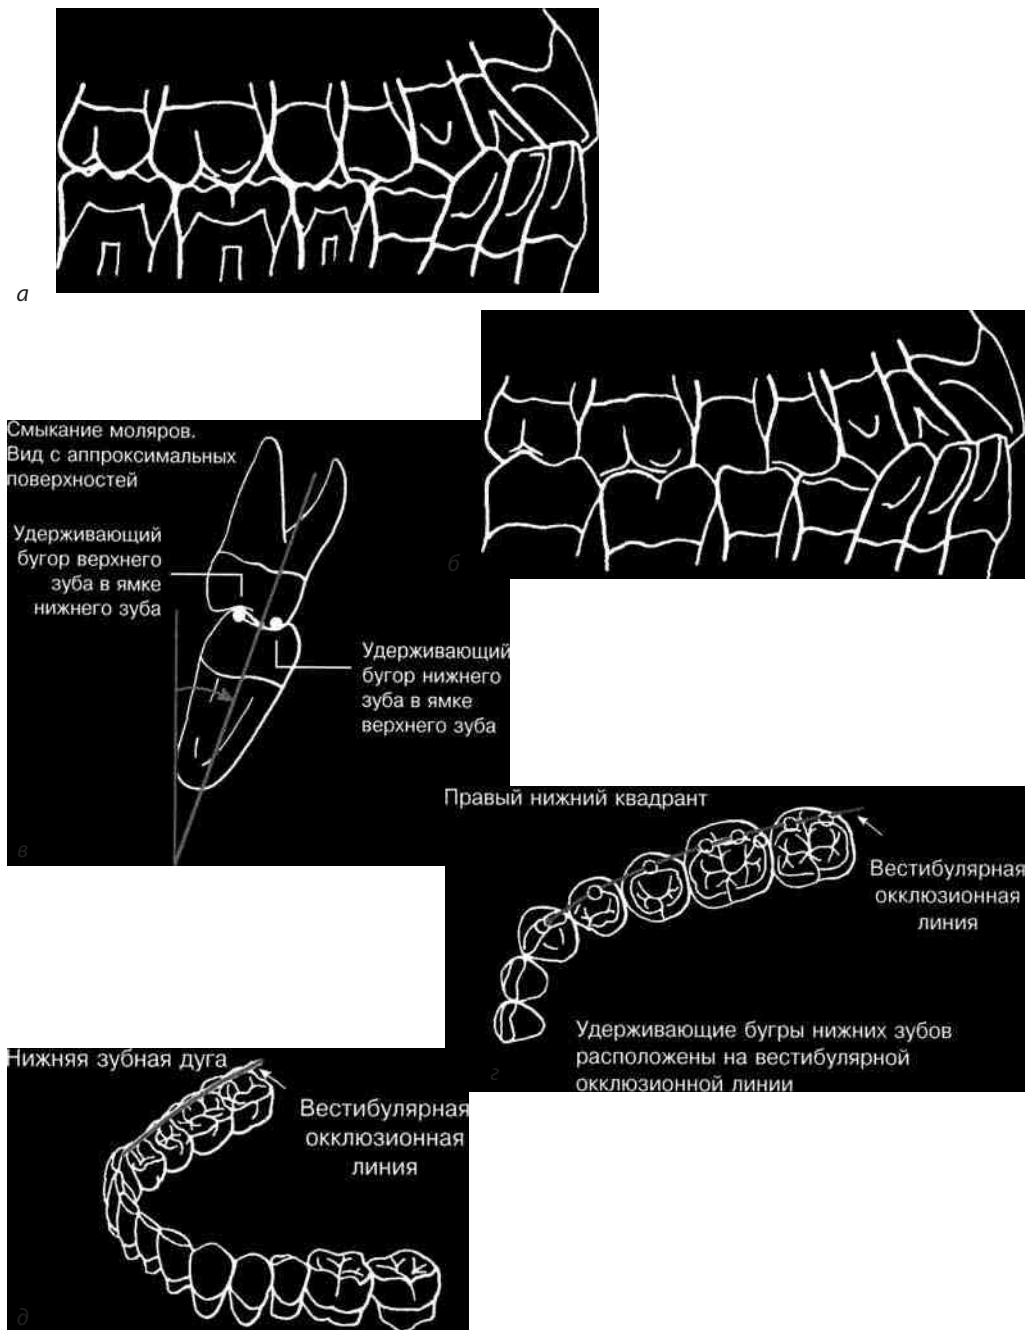 а
б
Смыкание моляров.
Вид с аппроксимальных
поверхностей
Удерживающий
бугор верхнего
зуба в ямке
нижнего зуба
Удерживающий
бугор нижнего
зуба в ямке
верхнего зуба
в
Правый нижний квадрант
Вестибулярная
окклюзионная
линия
Удерживающие бугры нижних зубов
расположены на вестибулярной
окклюзионной линии
г
Нижняя зубная дуга
Вестибулярная
окклюзионная
линия
д